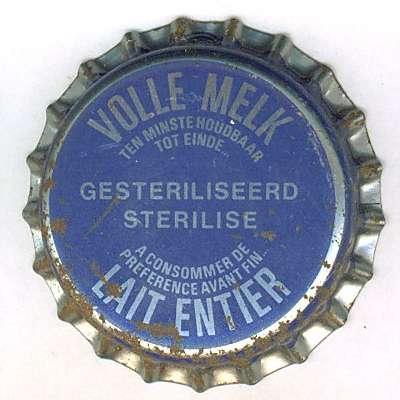 VOLLE MELK
TEN MINSTE HOUDBAAR
TOT EINDE...
GESTERILISEERD
STERILISE
A CONSOMMER DE
PREFERENCE AVANT FIN...
LAIT ENTIER